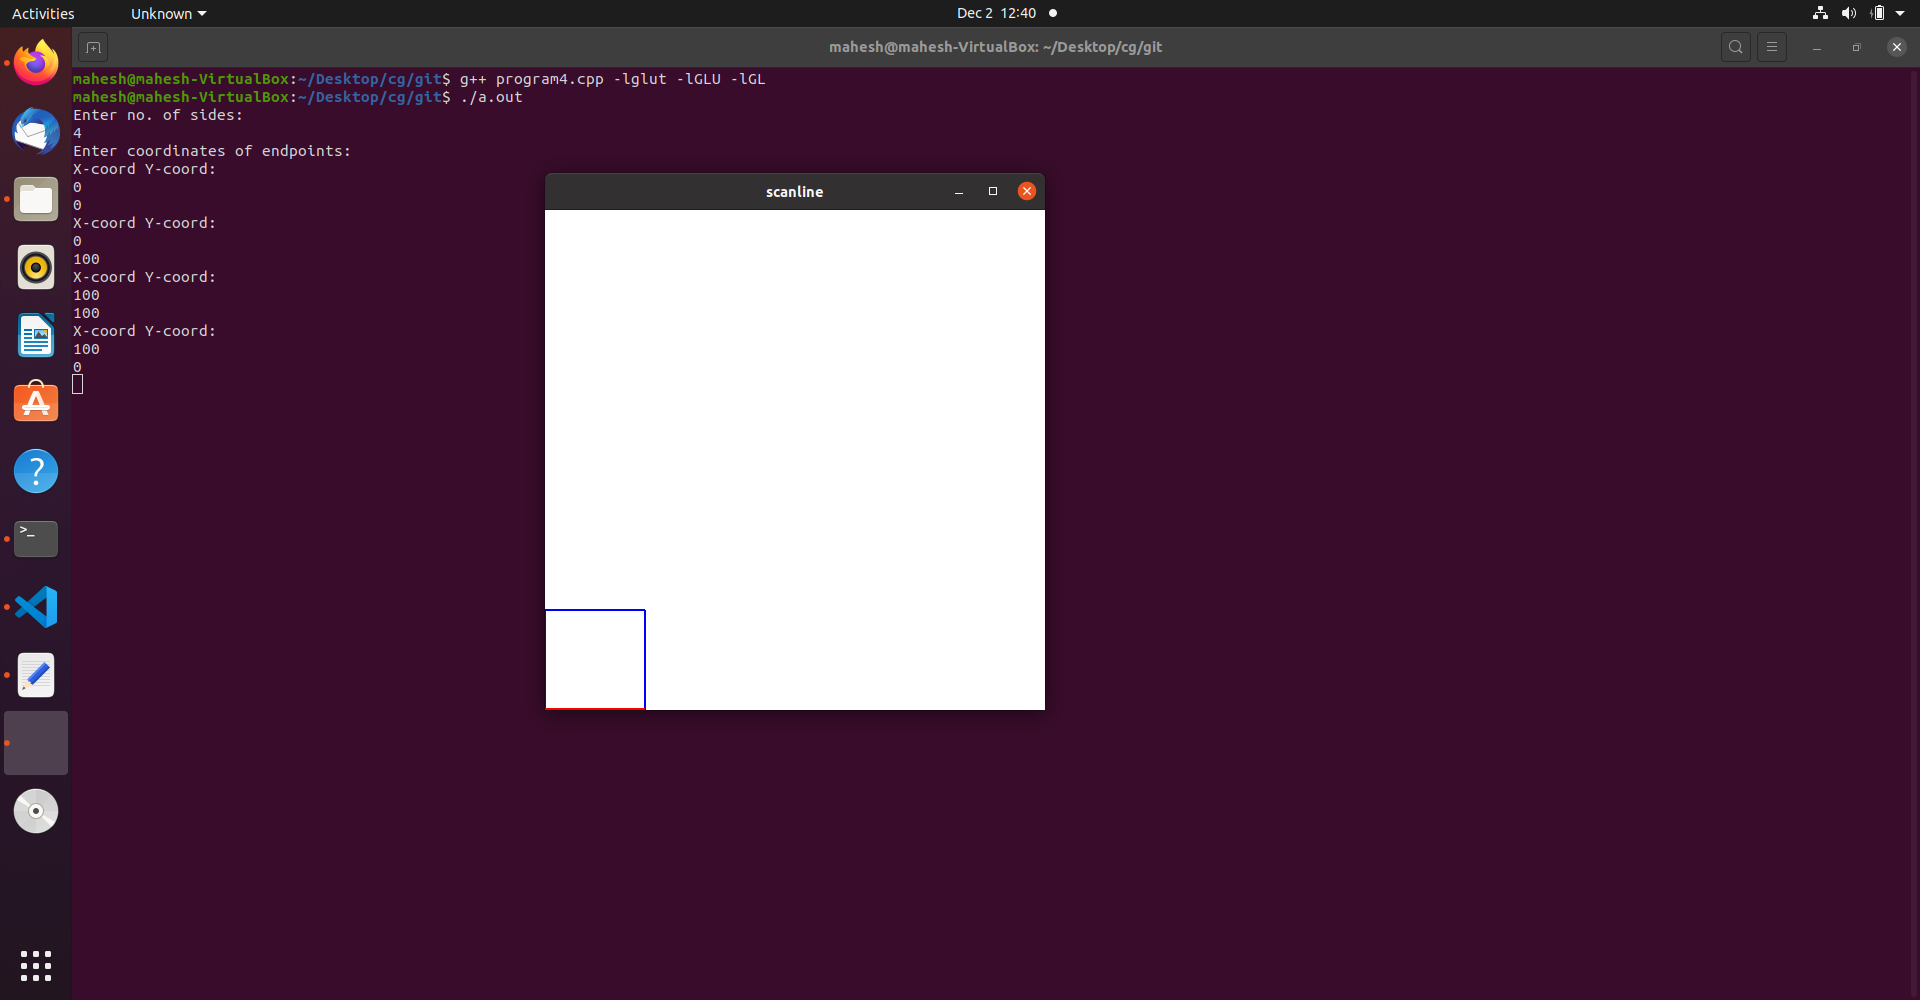 Activities
Unknown
Dec 2 12:40
mahesh@mahesh-VirtualBox: ~/Desktop/cg/git
mahesh@mahesh-VirtualBox:~/Desktop/cg/git$ g++ program4.cpp -lglut -lGLU -lGL
mahesh@mahesh-VirtualBox:~/Desktop/cg/git$ ./a.out
Enter no. of sides:
4
Enter coordinates of endpoints:
X-coord Y-coord:
0
0
X-coord Y-coord:
0
100
X-coord Y-coord:
100
100
X-coord Y-coord:
100
0
scanline